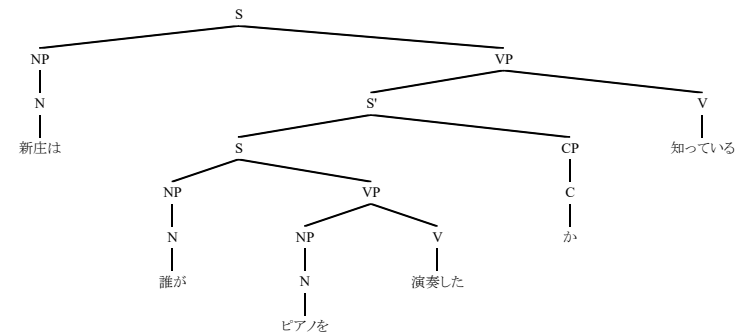 S
NP VP
N S' V
新庄は S CP 知っている
NP VP C
N NP V か
誰が N 演奏した
ピアノを